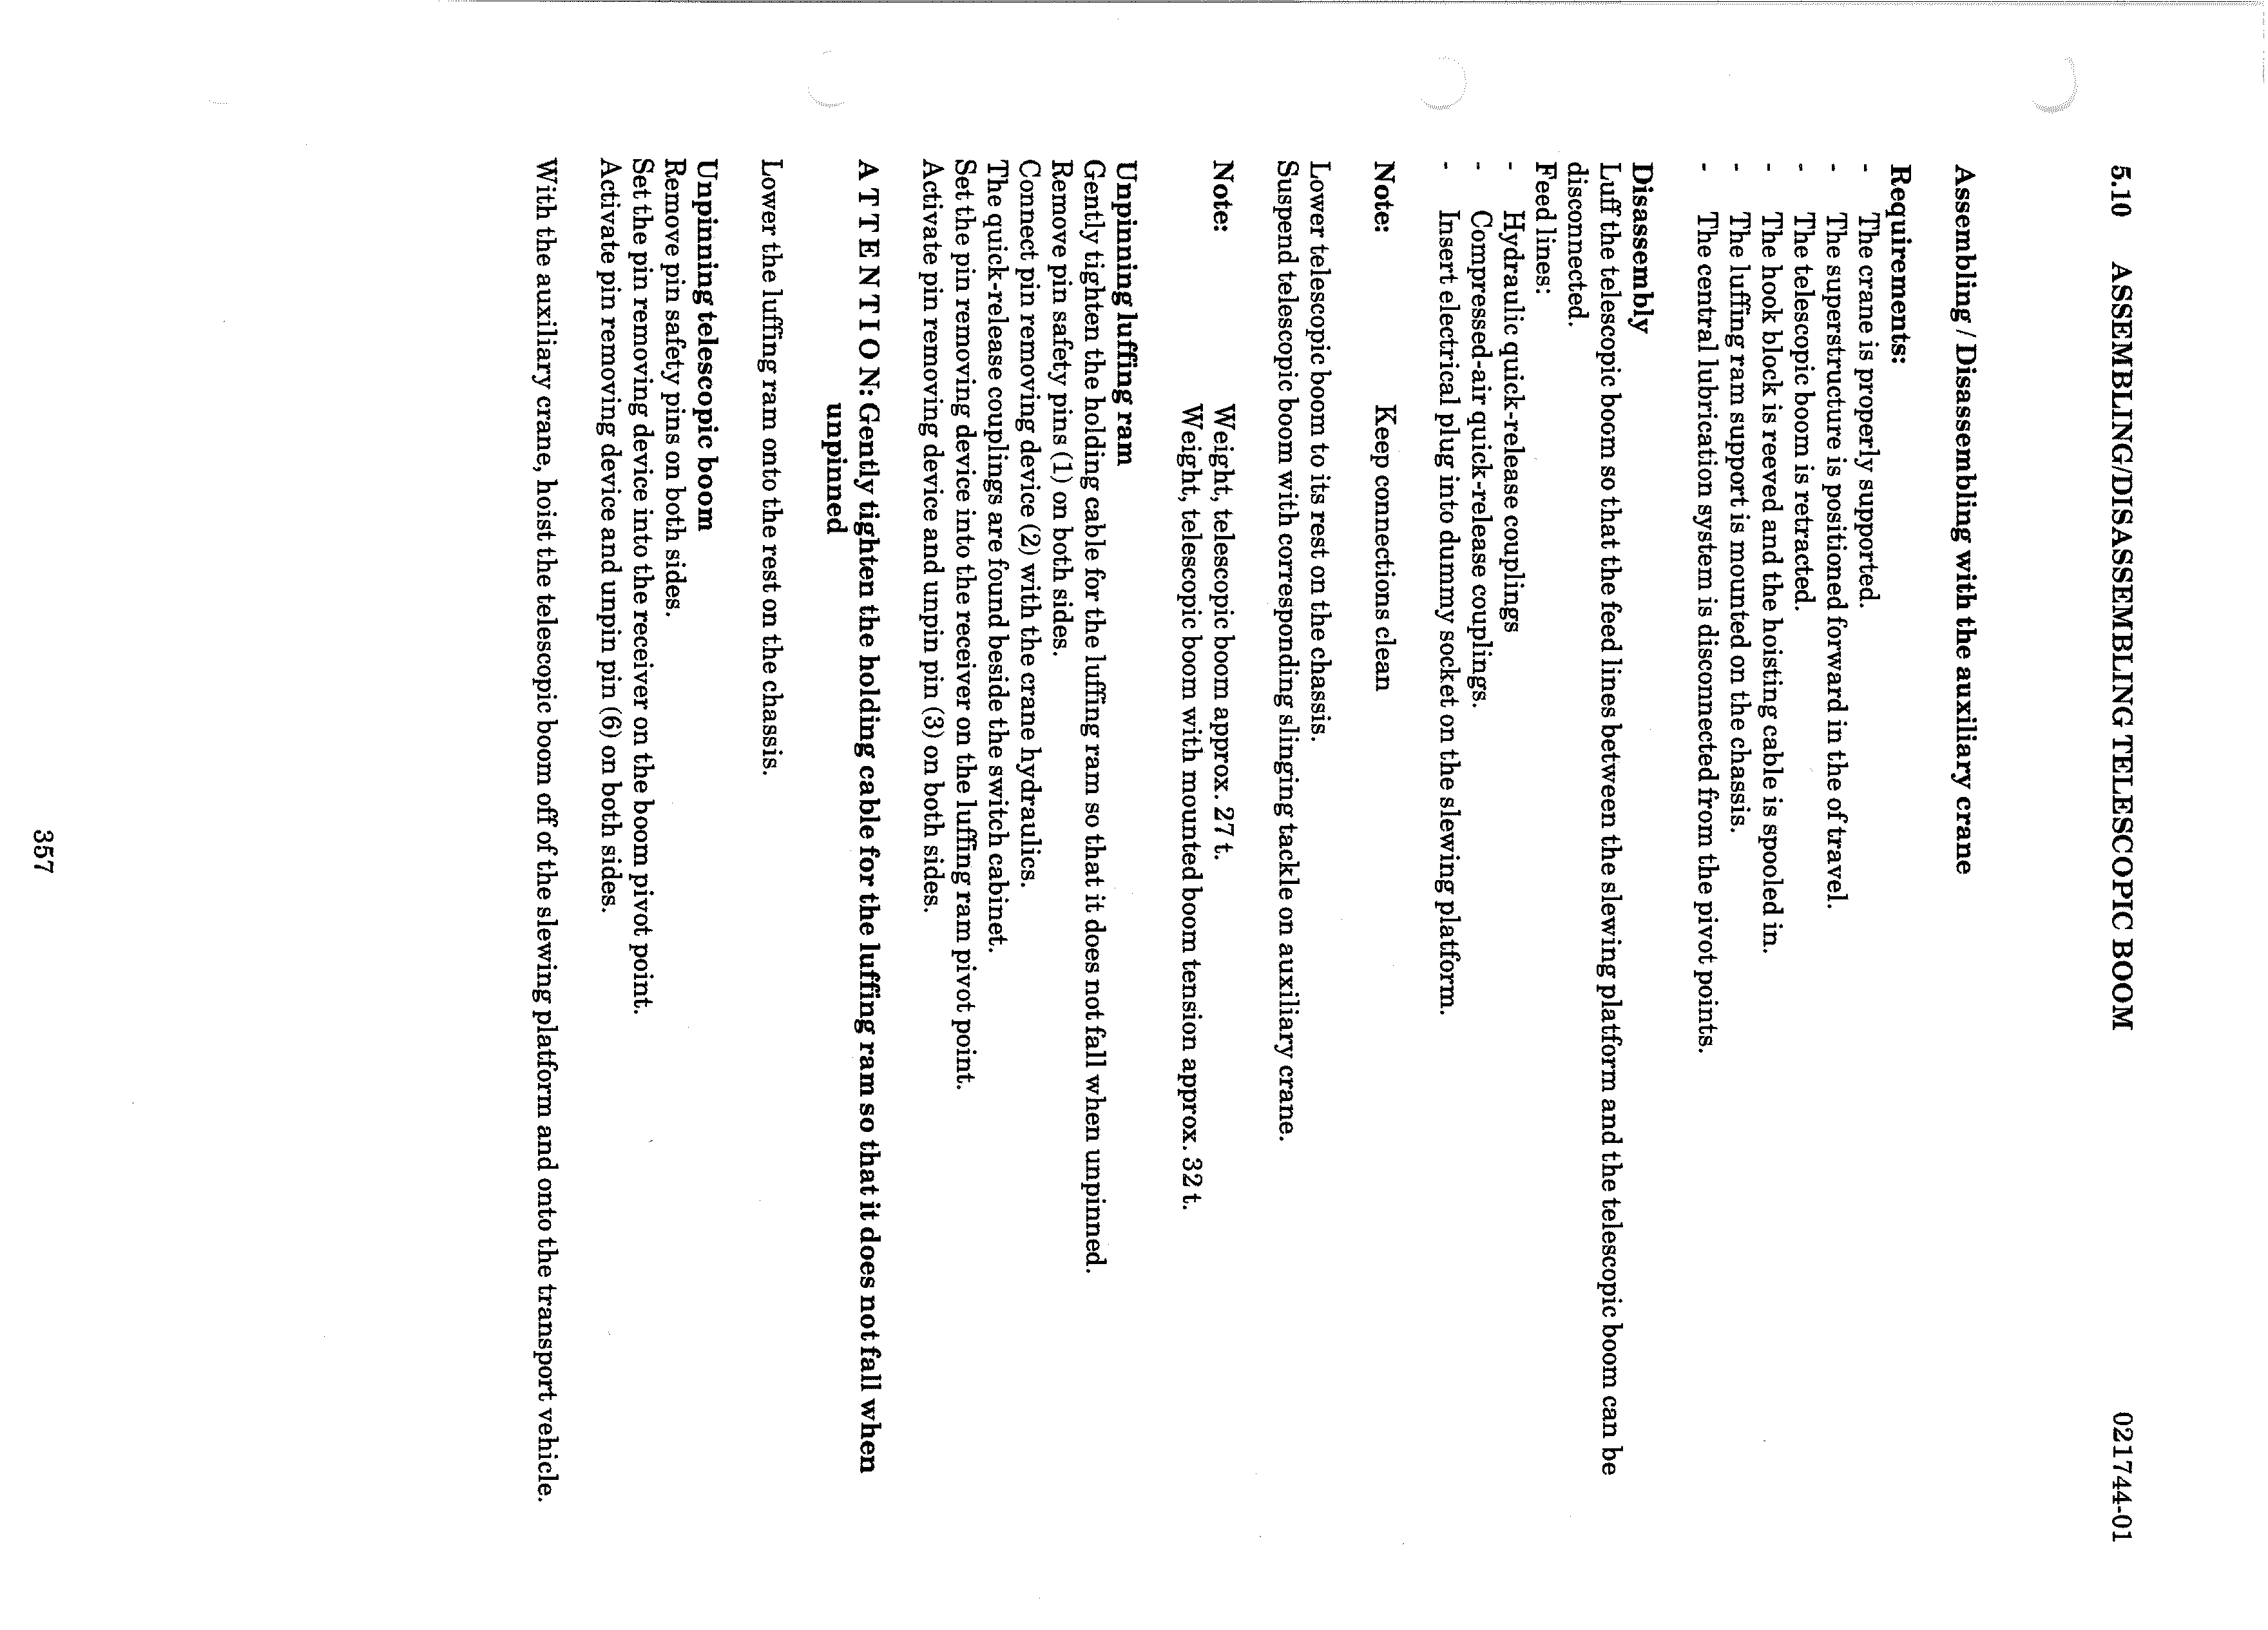 5.10 ASSEMBLING/DISASSEMBLING TELESCOPIC BOOM 021744-01
Assembling / Disassembling with the auxiliary crane
Requirements:
- The crane is properly supported.
- The superstructure is positioned forward in the of travel.
- The telescopic boom is retracted.
- The hook block is reeved and the hoisting cable is spooled in.
- The luffing ram support is mounted on the chassis.
- The central lubrication system is disconnected from the pivot points.
Disassembly
Luff the telescopic boom so that the feed lines between the slewing platform and the telescopic boom can be
disconnected.
Feed lines:
- Hydraulic quick-release couplings
- Compressed-air quick-release couplings.
- Insert electrical plug into dummy socket on the slewing platform.
Note: Keep connections clean
Lower telescopic boom to its rest on the chassis.
Suspend telescopic boom with corresponding slinging tackle on auxiliary crane.
Note: Weight, telescopic boom approx. 27 t.
Weight, telescopic boom with mounted boom tension approx. 32 t.
Unpinning luffing ram
Gently tighten the holding cable for the luffing ram so that it does not fall when unpinned.
Remove pin safety pins (1) on both sides.
Connect pin removing device (2) with the crane hydraulics.
The quick-release couplings are found beside the switch cabinet.
Set the pin removing device into the receiver on the luffing ram pivot point.
Activate pin removing device and unpin pin (3) on both sides.
A T T E N T I O N: Gently tighten the holding cable for the luffing ram so that it does not fall when
unpinned
Lower the luffing ram onto the rest on the chassis.
Unpinning telescopic boom
Remove pin safety pins on both sides.
Set the pin removing device into the receiver on the boom pivot point.
Activate pin removing device and unpin pin (6) on both sides.
With the auxiliary crane, hoist the telescopic boom off of the slewing platform and onto the transport vehicle.
357